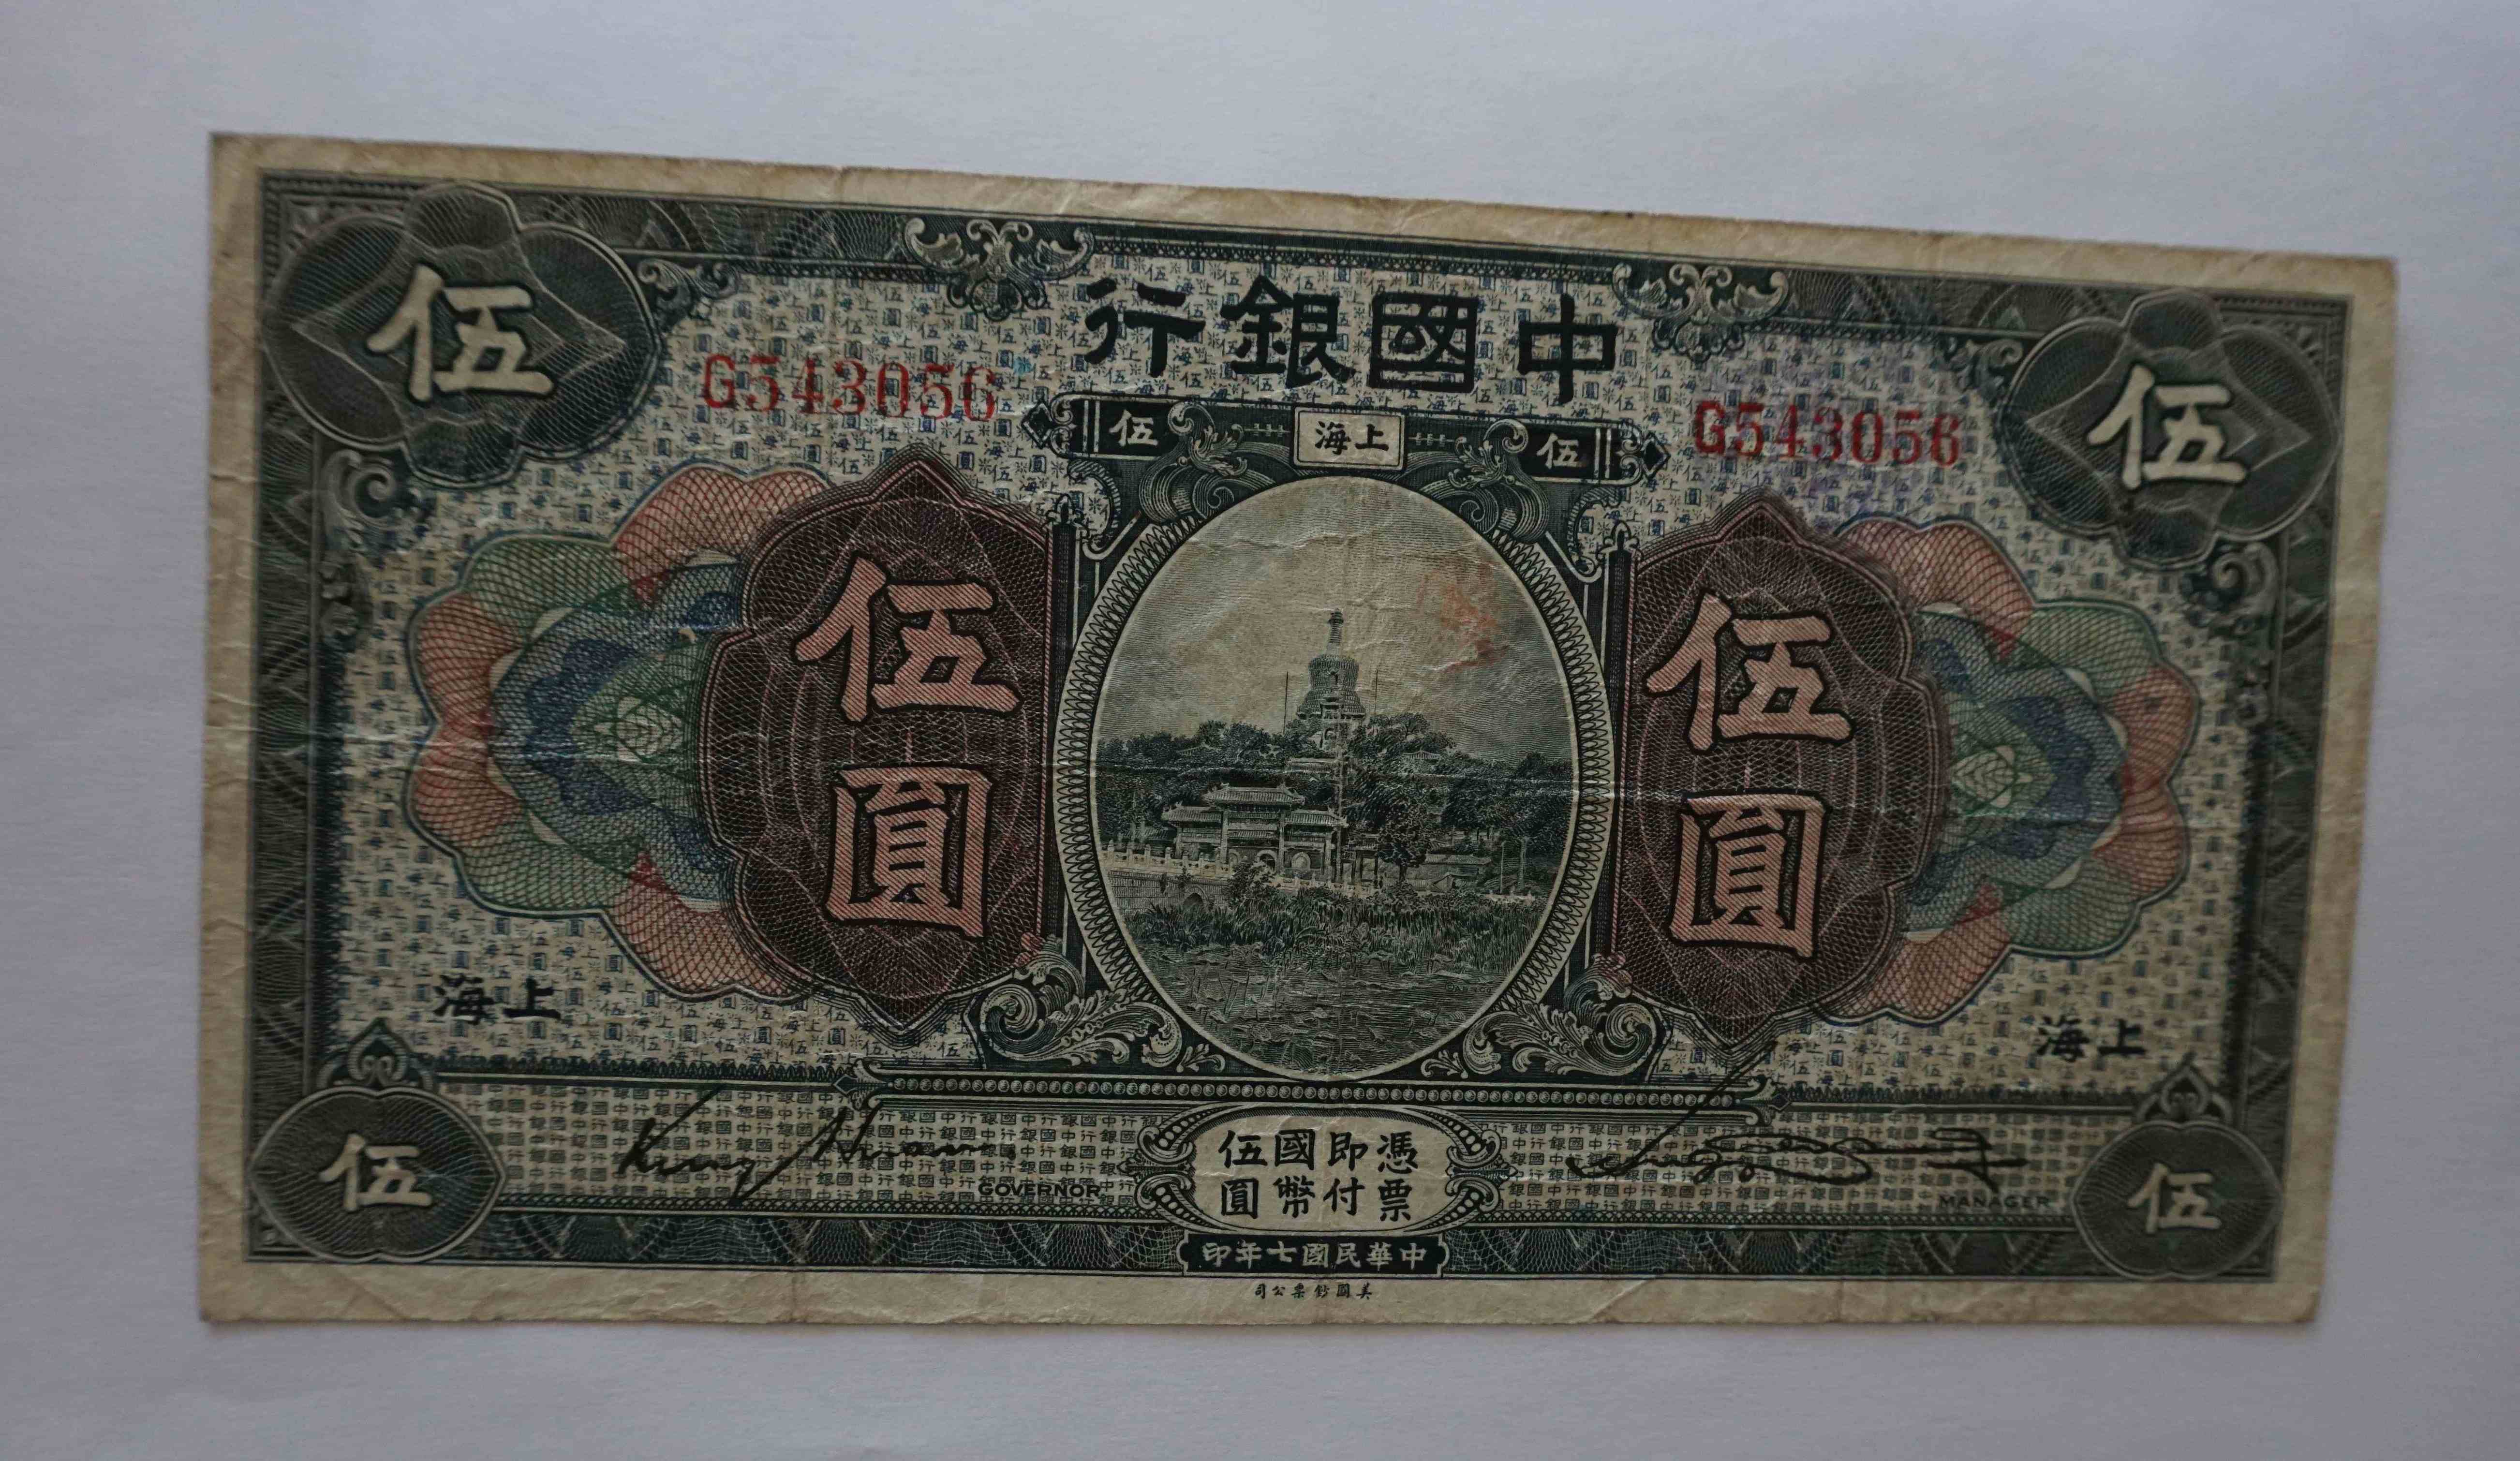 中國銀行
伍
伍
G543056
G543056
伍
上海
伍
伍圓
伍圓
上海
上海
憑票
即付
國幣
伍圓
GOVERNOR
MANAGER
伍
伍
中華民國七年印
美國鈔票公司